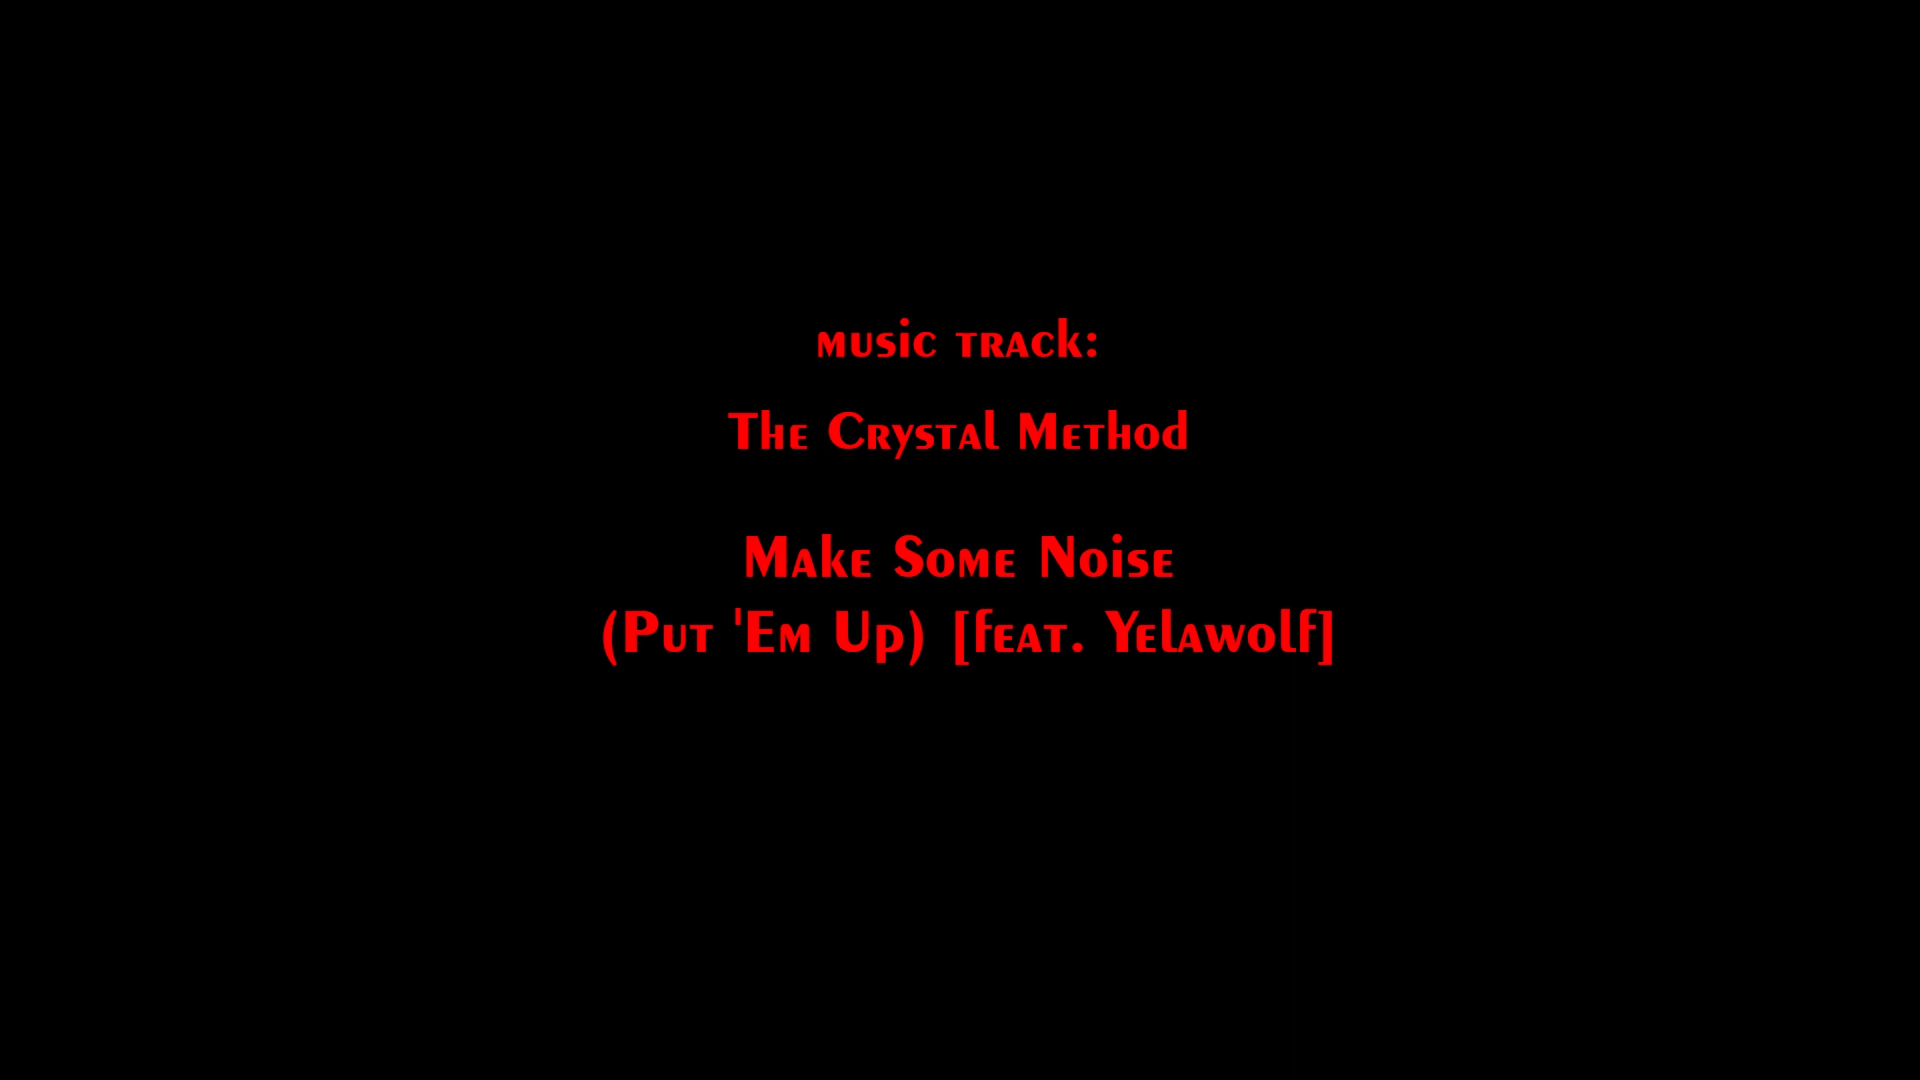 music track:
The Crystal Method
Make Some Noise
(Put 'Em Up) [feat. Yelawolf]